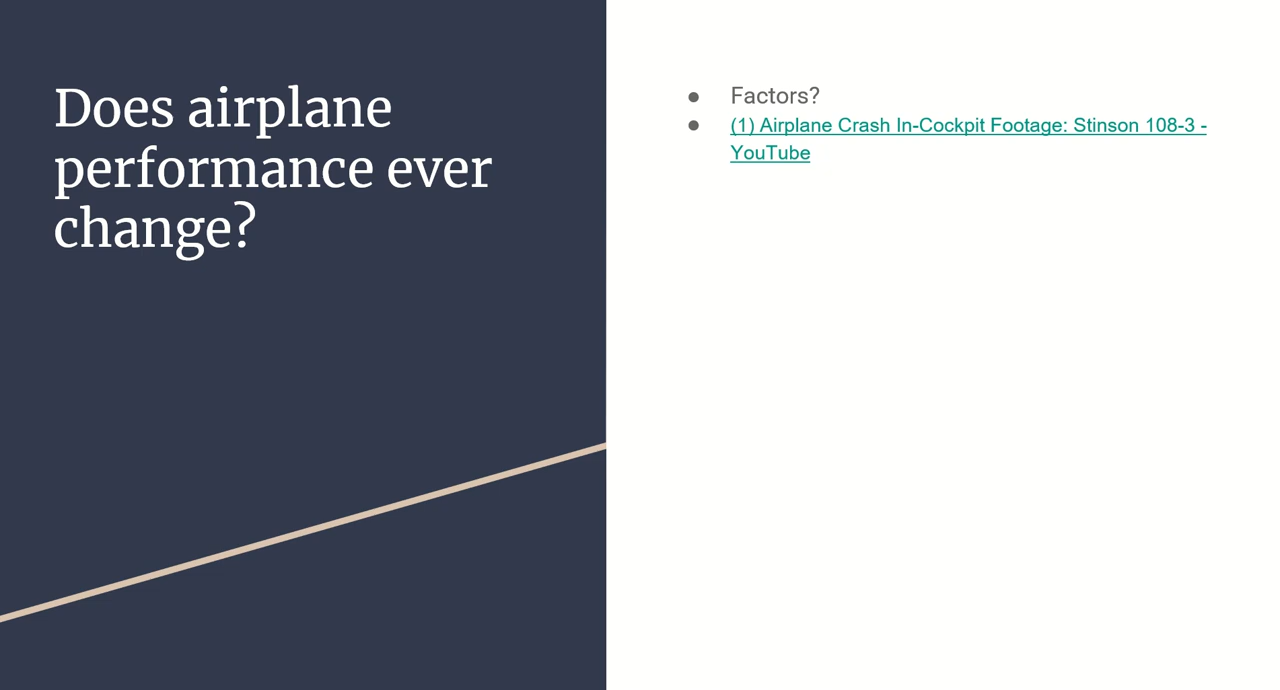 Does airplane
performance ever
change?
● Factors?
● (1) Airplane Crash In-Cockpit Footage: Stinson 108-3 -
YouTube